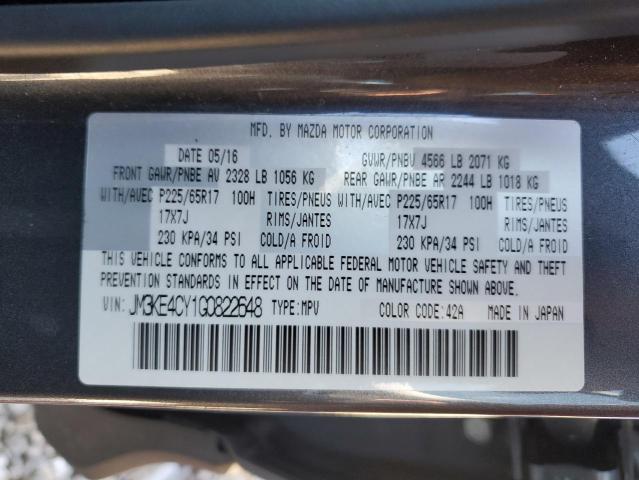 MFD. BY MAZDA MOTOR CORPORATION
DATE 05/16 GVWR/PNBV 4566 LB 2071 KG
FRONT GAWR/PNBE AV 2328 LB 1056 KG REAR GAWR/PNBE AR 2244 LB 1018 KG
WITH/AVEC P225/65R17 100H TIRES/PNEUS WITH/AVEC P225/65R17 100H TIRES/PNEUS
17X7J RIMS/JANTES 17X7J RIMS/JANTES
230 KPA/34 PSI COLD/A FROID 230 KPA/34 PSI COLD/A FROID
THIS VEHICLE CONFORMS TO ALL APPLICABLE FEDERAL MOTOR VEHICLE SAFETY AND THEFT
PREVENTION STANDARDS IN EFFECT ON THE DATE OF MANUFACTURE SHOWN ABOVE.
VIN: JM3KE4CY1G0822648 TYPE:MPV COLOR CODE:42A MADE IN JAPAN